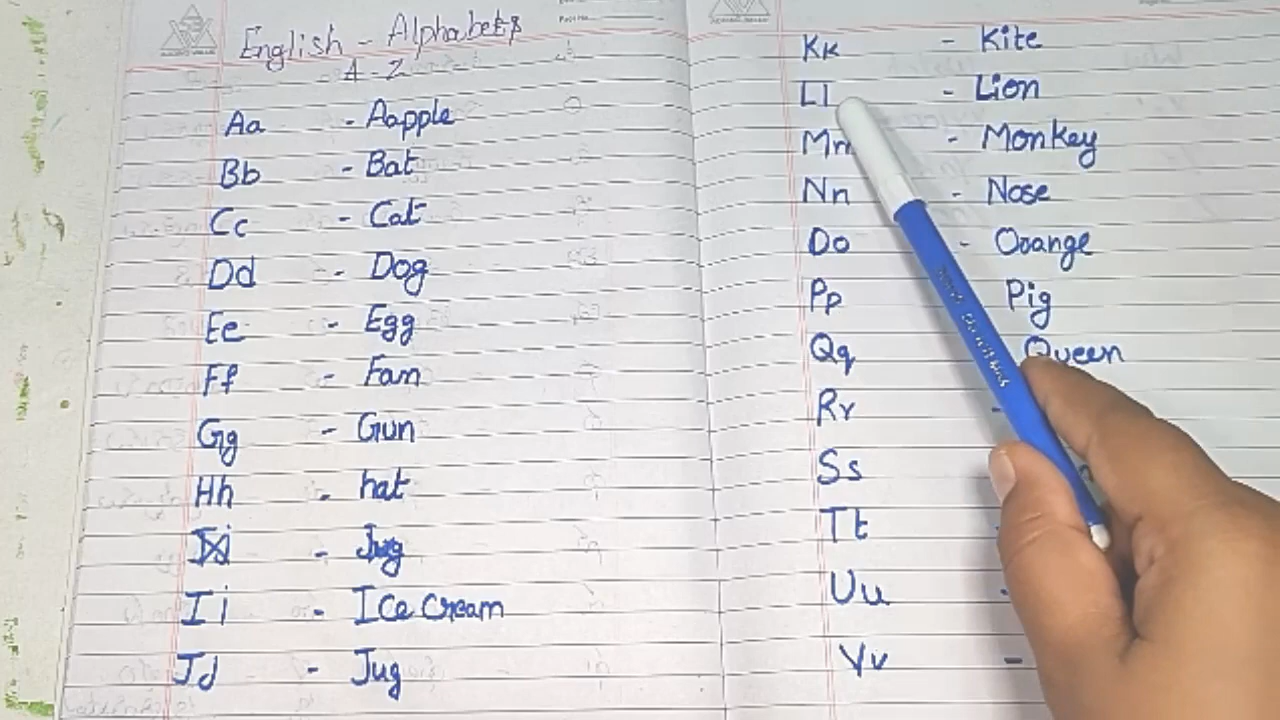 English - Alphabets
A-Z
Aa - Aapple
Bb - Bat
Cc - Cat
Dd - Dog
Ee - Egg
Ff - Fan
Gg - Gun
Hh - hat
- Jug
Ii - Ice Cream
Jj - Jug
Kk - Kite
Ll - Lion
Mm - Monkey
Nn - Nose
Oo - Orange
Pp Pig
Qq Queen
Rr -
Ss
Tt
Uu -
Vv -